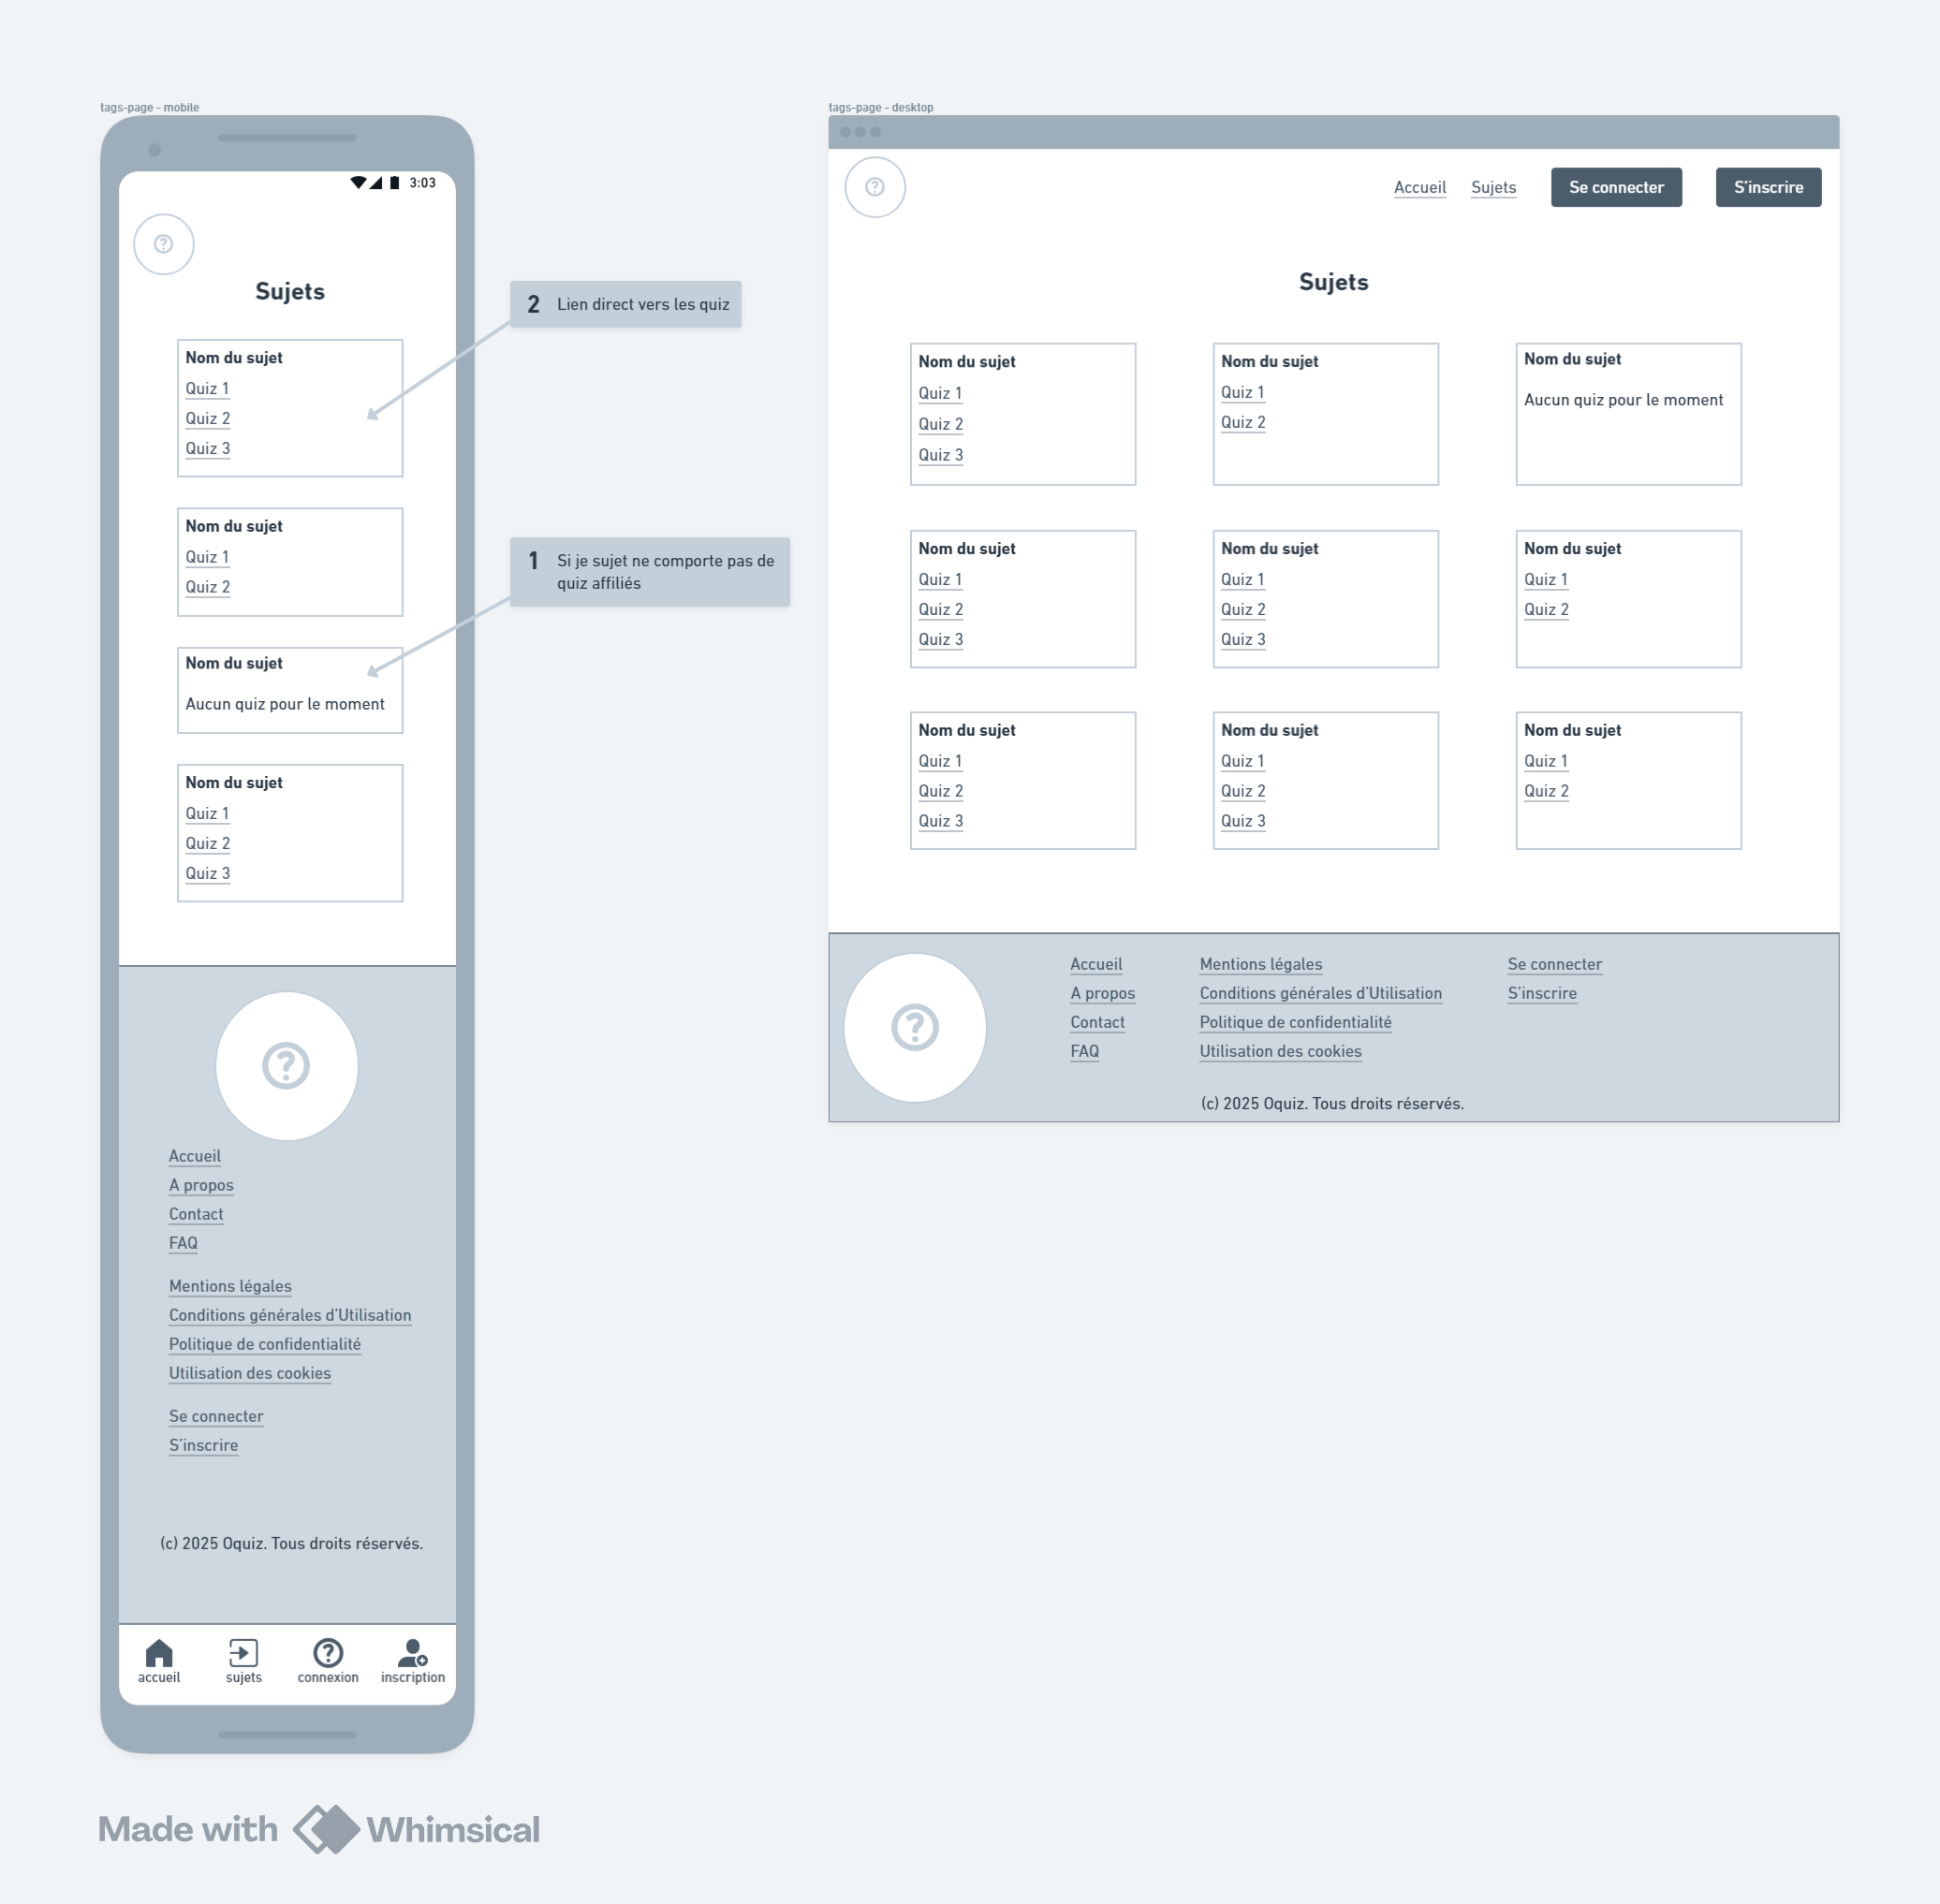 tags-page - mobile
3:03
Sujets
Nom du sujet
Quiz 1
Quiz 2
Quiz 3
Nom du sujet
Quiz 1
Quiz 2
Nom du sujet
Aucun quiz pour le moment
Nom du sujet
Quiz 1
Quiz 2
Quiz 3
Accueil
A propos
Contact
FAQ
Mentions légales
Conditions générales d'Utilisation
Politique de confidentialité
Utilisation des cookies
Se connecter
S'inscrire
(c) 2025 Oquiz. Tous droits réservés.
accueil sujets connexion inscription
2 Lien direct vers les quiz
1 Si je sujet ne comporte pas de
quiz affiliés
tags-page - desktop
Accueil Sujets Se connecter S'inscrire
Sujets
Nom du sujet
Quiz 1
Quiz 2
Quiz 3
Nom du sujet
Quiz 1
Quiz 2
Nom du sujet
Aucun quiz pour le moment
Nom du sujet
Quiz 1
Quiz 2
Quiz 3
Nom du sujet
Quiz 1
Quiz 2
Quiz 3
Nom du sujet
Quiz 1
Quiz 2
Nom du sujet
Quiz 1
Quiz 2
Quiz 3
Nom du sujet
Quiz 1
Quiz 2
Quiz 3
Nom du sujet
Quiz 1
Quiz 2
Accueil
A propos
Contact
FAQ
Mentions légales
Conditions générales d'Utilisation
Politique de confidentialité
Utilisation des cookies
Se connecter
S'inscrire
(c) 2025 Oquiz. Tous droits réservés.
Made with Whimsical